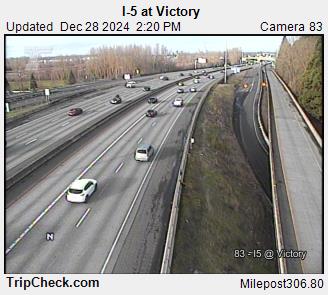 I-5 at Victory
Updated Dec 28 2024 2:20 PM Camera 83
N
83 - I5 @ Victory
TripCheck.com Milepost306.80